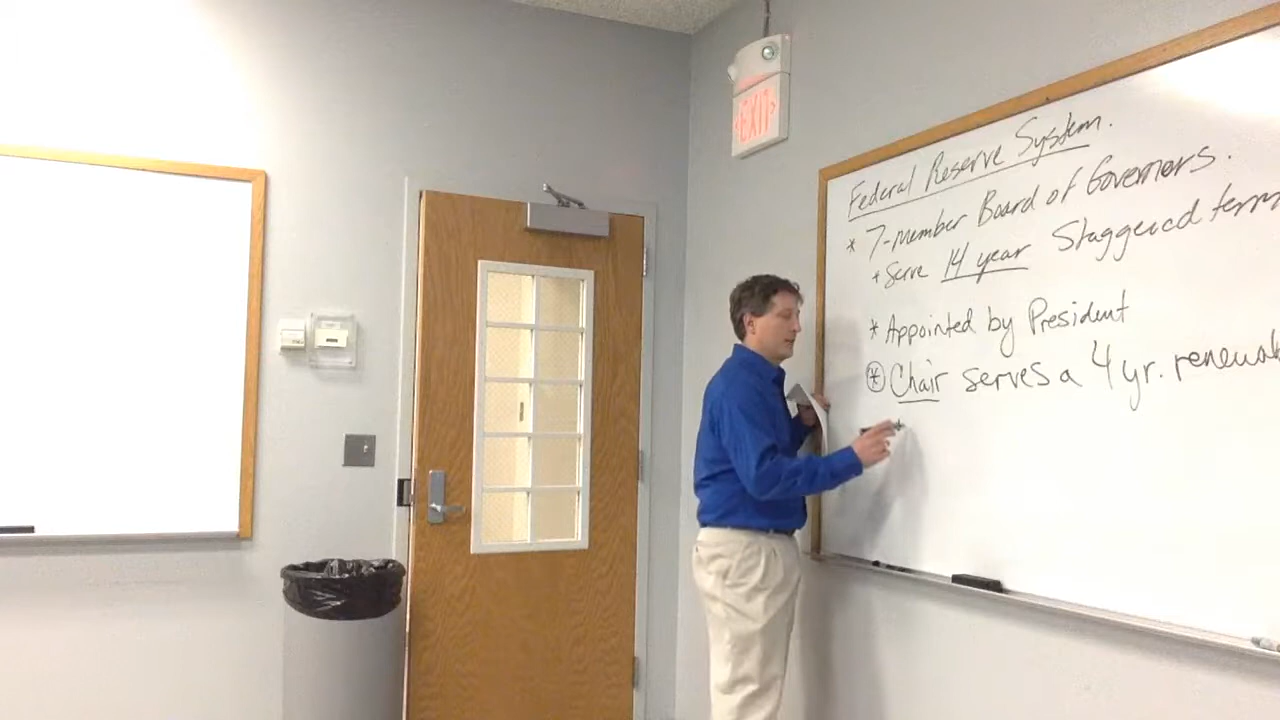 EXIT
Federal Reserve System.
* 7-member Board of Governors.
* Serve 14 year Staggered term
* Appointed by President
* Chair serves a 4 yr. renewab
*